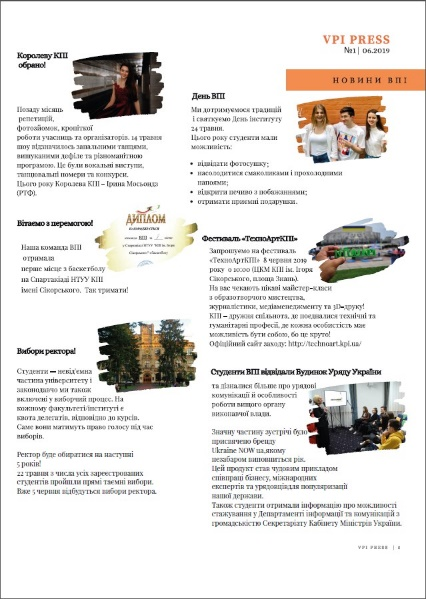 VPI PRESS
№1 | 06.2019
НОВИНИ ВПІ
Королеву КПІ
обрано!
Позаду місяць
репетицій,
фотозйомок, кропіткої
роботи учасниць та організаторів. 14 травня
шоу відзначилось запальними танцями,
вишуканими дефіле та різноманітною
програмою. Це були вокальні виступи,
танцювальні номери та конкурси.
Цього року Королева КПІ – Ірина Мосьондз
(РТФ).
День ВПІ
Ми дотримуємося традицій
і святкуємо День інституту
24 травня.
Цього року студенти мали
можливість:
• відвідати фотосушку;
• насолодитися смаколиками і прохолодними
напоями;
• відкрити печиво з побажаннями;
• отримати приємні подарунки.
Вітаємо з перемогою!
Наша команда ВПІ
отримала
перше місце з баскетболу
на Спартакіаді НТУУ КПІ
імені Сікорського. Так тримати!
ДИПЛОМ
Фестиваль «ТехноАртКПІ»
Запрошуємо на фестиваль
«ТехноАртКПІ» 8 червня 2019
року о 10:00 (ЦКМ КПІ ім. Ігоря
Сікорського, площа Знань).
На вас чекають цікаві майстер-класи
з образотворчого мистецтва,
журналістики, медіаменеджменту та 3D-друку!
КПІ – дружня спільнота, де поєднались технічні та
гуманітарні професії, де кожна особистість має
можливість бути собою, бо це круто!
Офіційний сайт заходу: http://technoart.kpi.ua/
Вибори ректора!
Студенти — невід'ємна
частина університету і
законодавчо ми також
включені у виборчий процес. На
кожному факультеті/інституті є
квота делегатів, відповідно до курсів.
Саме вони матимуть право голосу під час
виборів.
Ректор буде обиратися на наступні
5 років!
22 травня з числа усіх зареєстрованих
студентів пройшли прямі таємні вибори.
Вже 5 червня відбудуться вибори ректора.
Студенти ВПІ відвідали Будинок Уряду України
та дізналися більше про урядові
комунікації й особливості
роботи вищого органу
виконавчої влади.
Значну частину зустрічі було
присвячено бренду
Ukraine NOW ua,якому
нехабаром виповниться рік.
Цей продукт став чудовим прикладом
співпраці бізнесу, міжнародних
експертів та урядовцівдля популяризації
нашої держави.
Також студенти отримали інформацію про можливості
стажування у Департаменті інформації та комунікацій з
громадськістю Секретаріату Кабінету Міністрів України.
VPI PRESS |